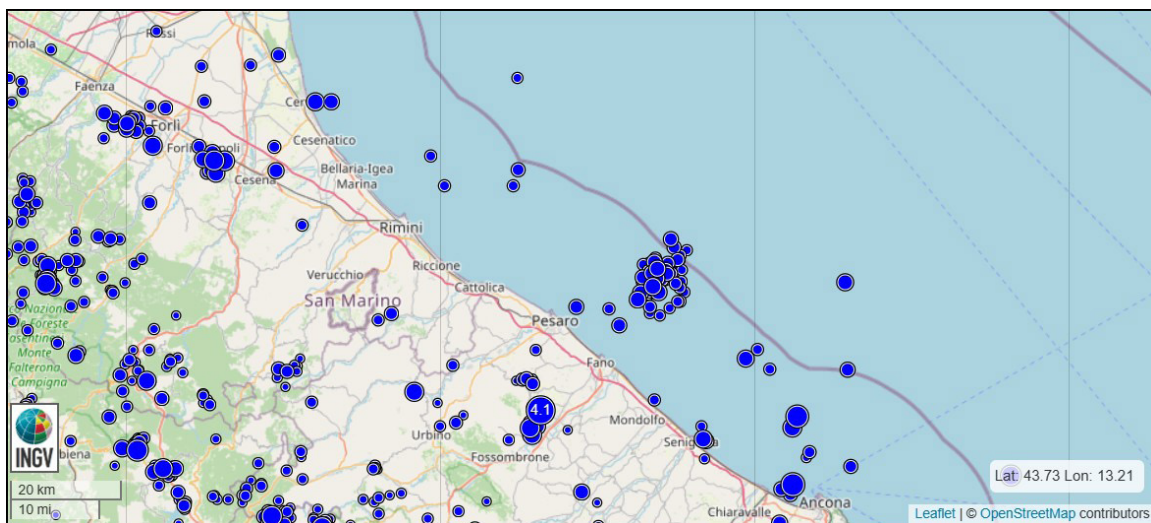 Russi
Faenza
Forlì
Cesenatico
Cesena
Bellaria-Igea
Marina
Rimini
Riccione
Verucchio
Cattolica
San Marino
Pesaro
Monte
Falterona
Campigna
Fano
4.1
Mondolfo
Urbino
Fossombrone
INGV
20 km
10 mi
Lat: 43.73 Lon: 13.21
Chiaravalle
Ancona
Leaflet | © OpenStreetMap contributors